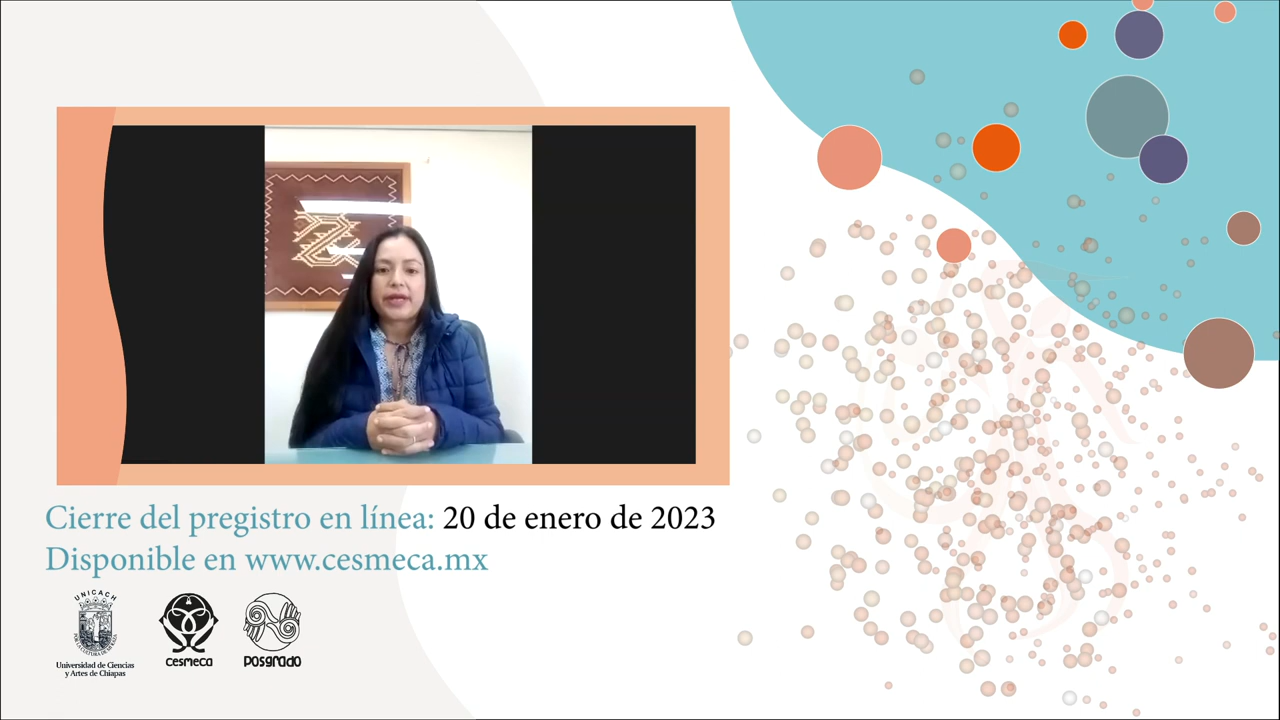 Cierre del pregistro en línea: 20 de enero de 2023
Disponible en www.cesmeca.mx
UNICACH
Universidad de Ciencias
y Artes de Chiapas
cesmeca
posgrado